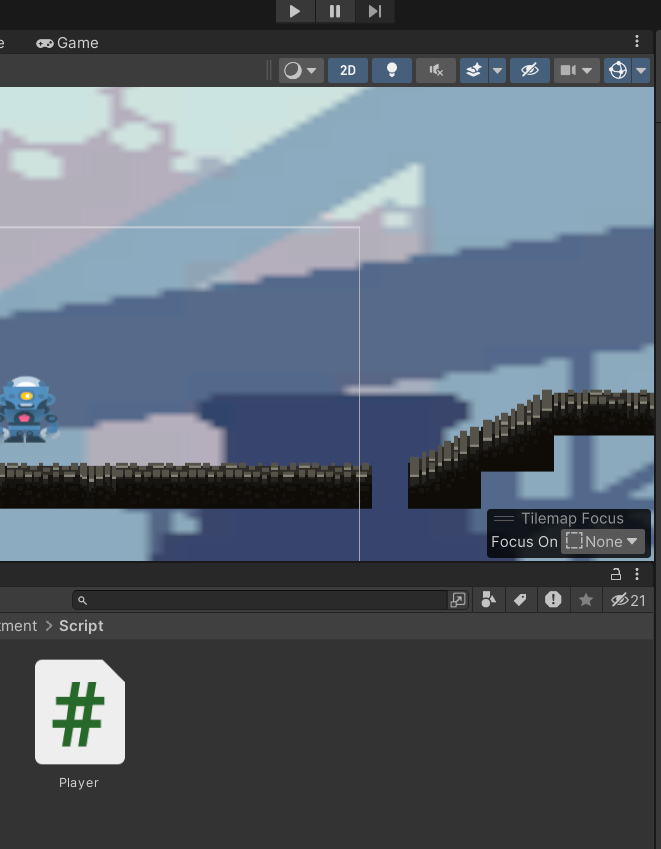 Game
2D
Tilemap Focus
Focus On None
21
tment > Script
Player